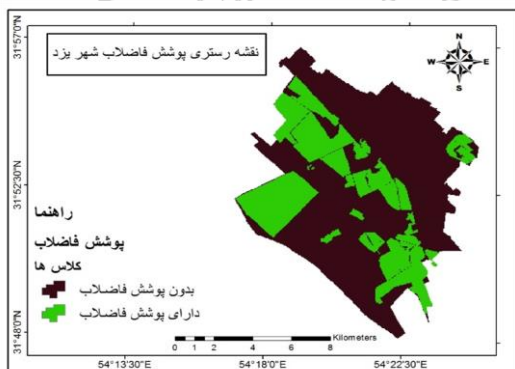 نقشه رستری پوشش فاضلاب شهر یزد
N
W E
S
31°57'0"N
31°52'30"N
31°48'0"N
راهنما
پوشش فاضلاب
کلاس ها
بدون پوشش فاضلاب
دارای پوشش فاضلاب
Kilometers
0 1 2 4 6 8
54°13'30"E 54°18'0"E 54°22'30"E